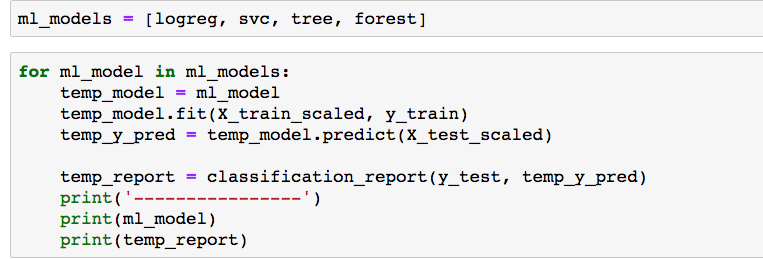 ml_models = [logreg, svc, tree, forest]
for ml_model in ml_models:
    temp_model = ml_model
    temp_model.fit(X_train_scaled, y_train)
    temp_y_pred = temp_model.predict(X_test_scaled)
    temp_report = classification_report(y_test, temp_y_pred)
    print('----------------')
    print(ml_model)
    print(temp_report)